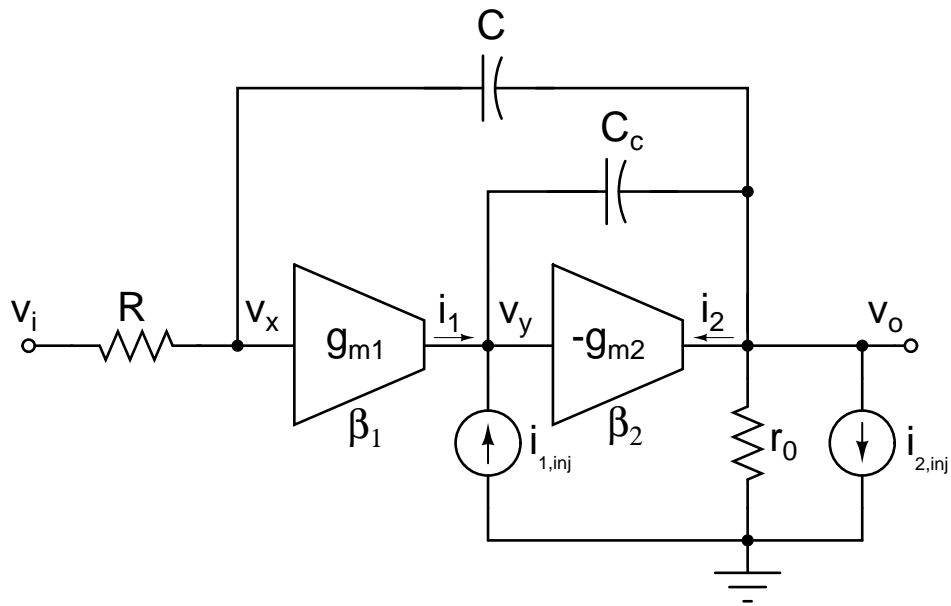 C
C_c
v_i
R
v_x
g_m1
β_1
i_1
v_y
-g_m2
β_2
i_2
v_o
i_1,inj
r_0
i_2,inj